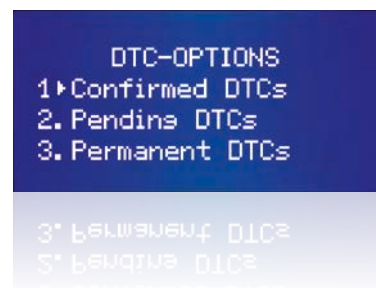 DTC-OPTIONS
1▸Confirmed DTCs
2. Pending DTCs
3. Permanent DTCs